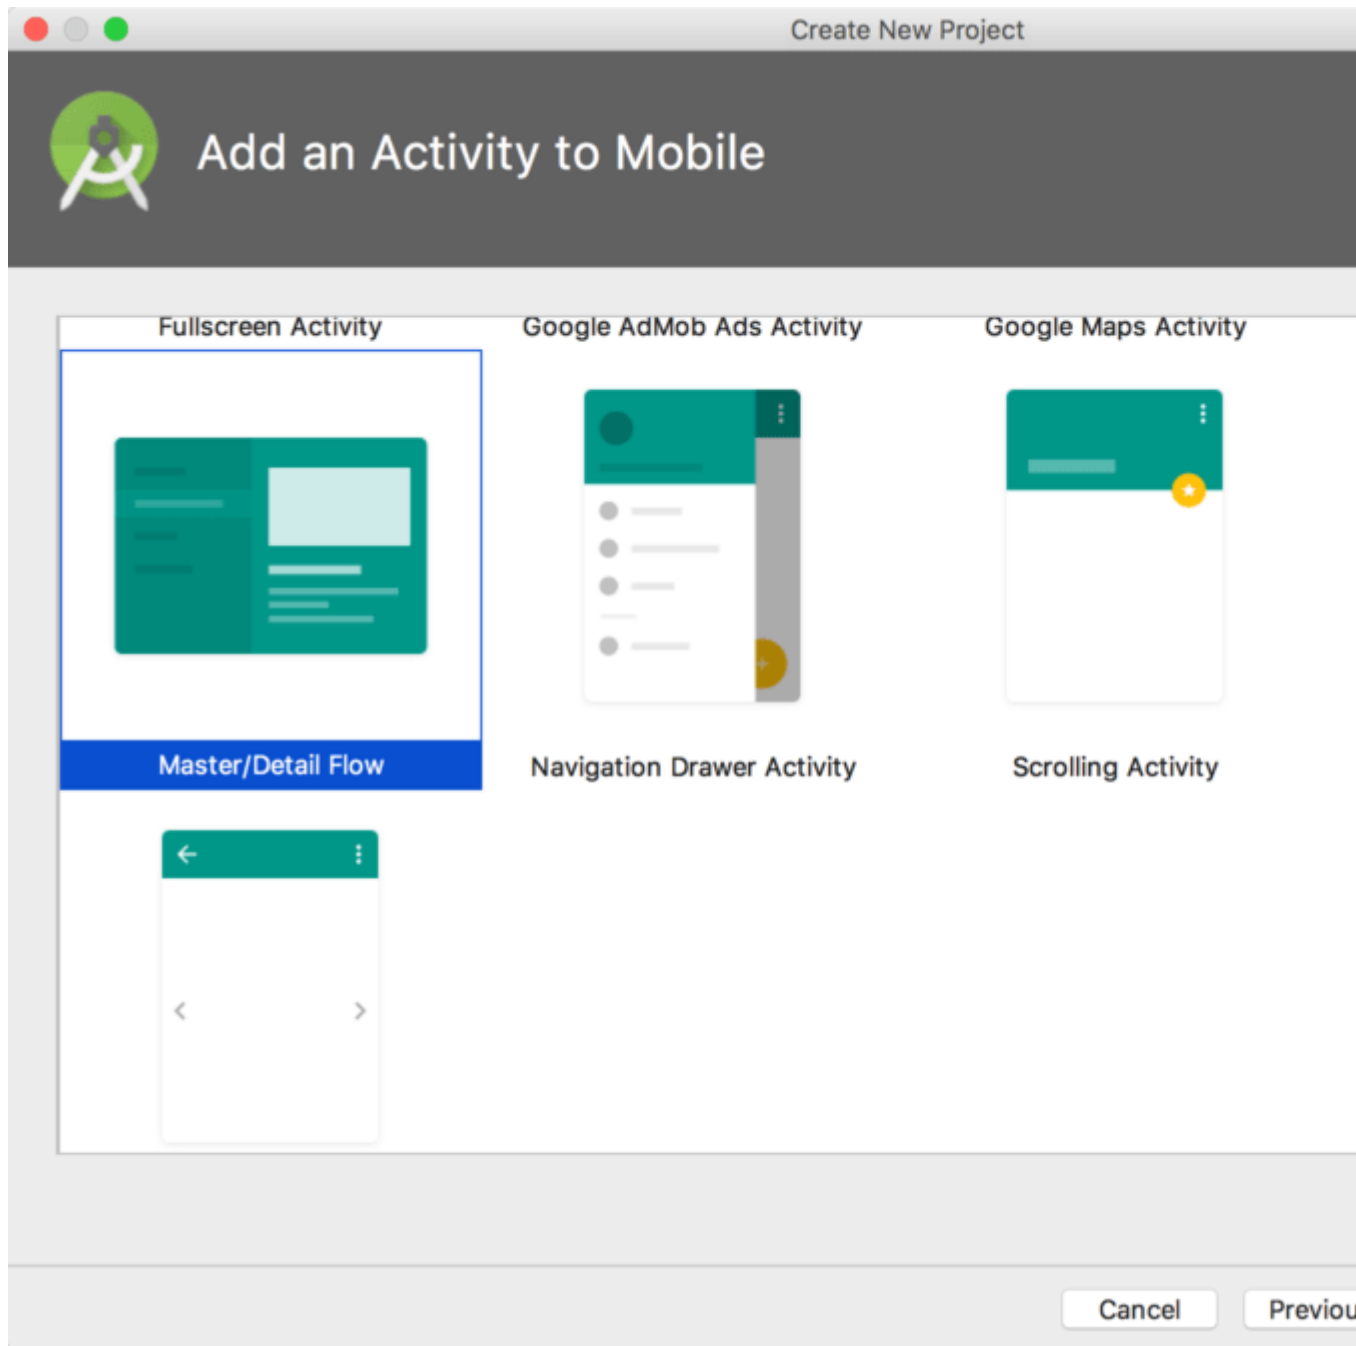 Create New Project
Add an Activity to Mobile
Fullscreen Activity
Google AdMob Ads Activity
Google Maps Activity
Master/Detail Flow
Navigation Drawer Activity
Scrolling Activity
Cancel
Previou